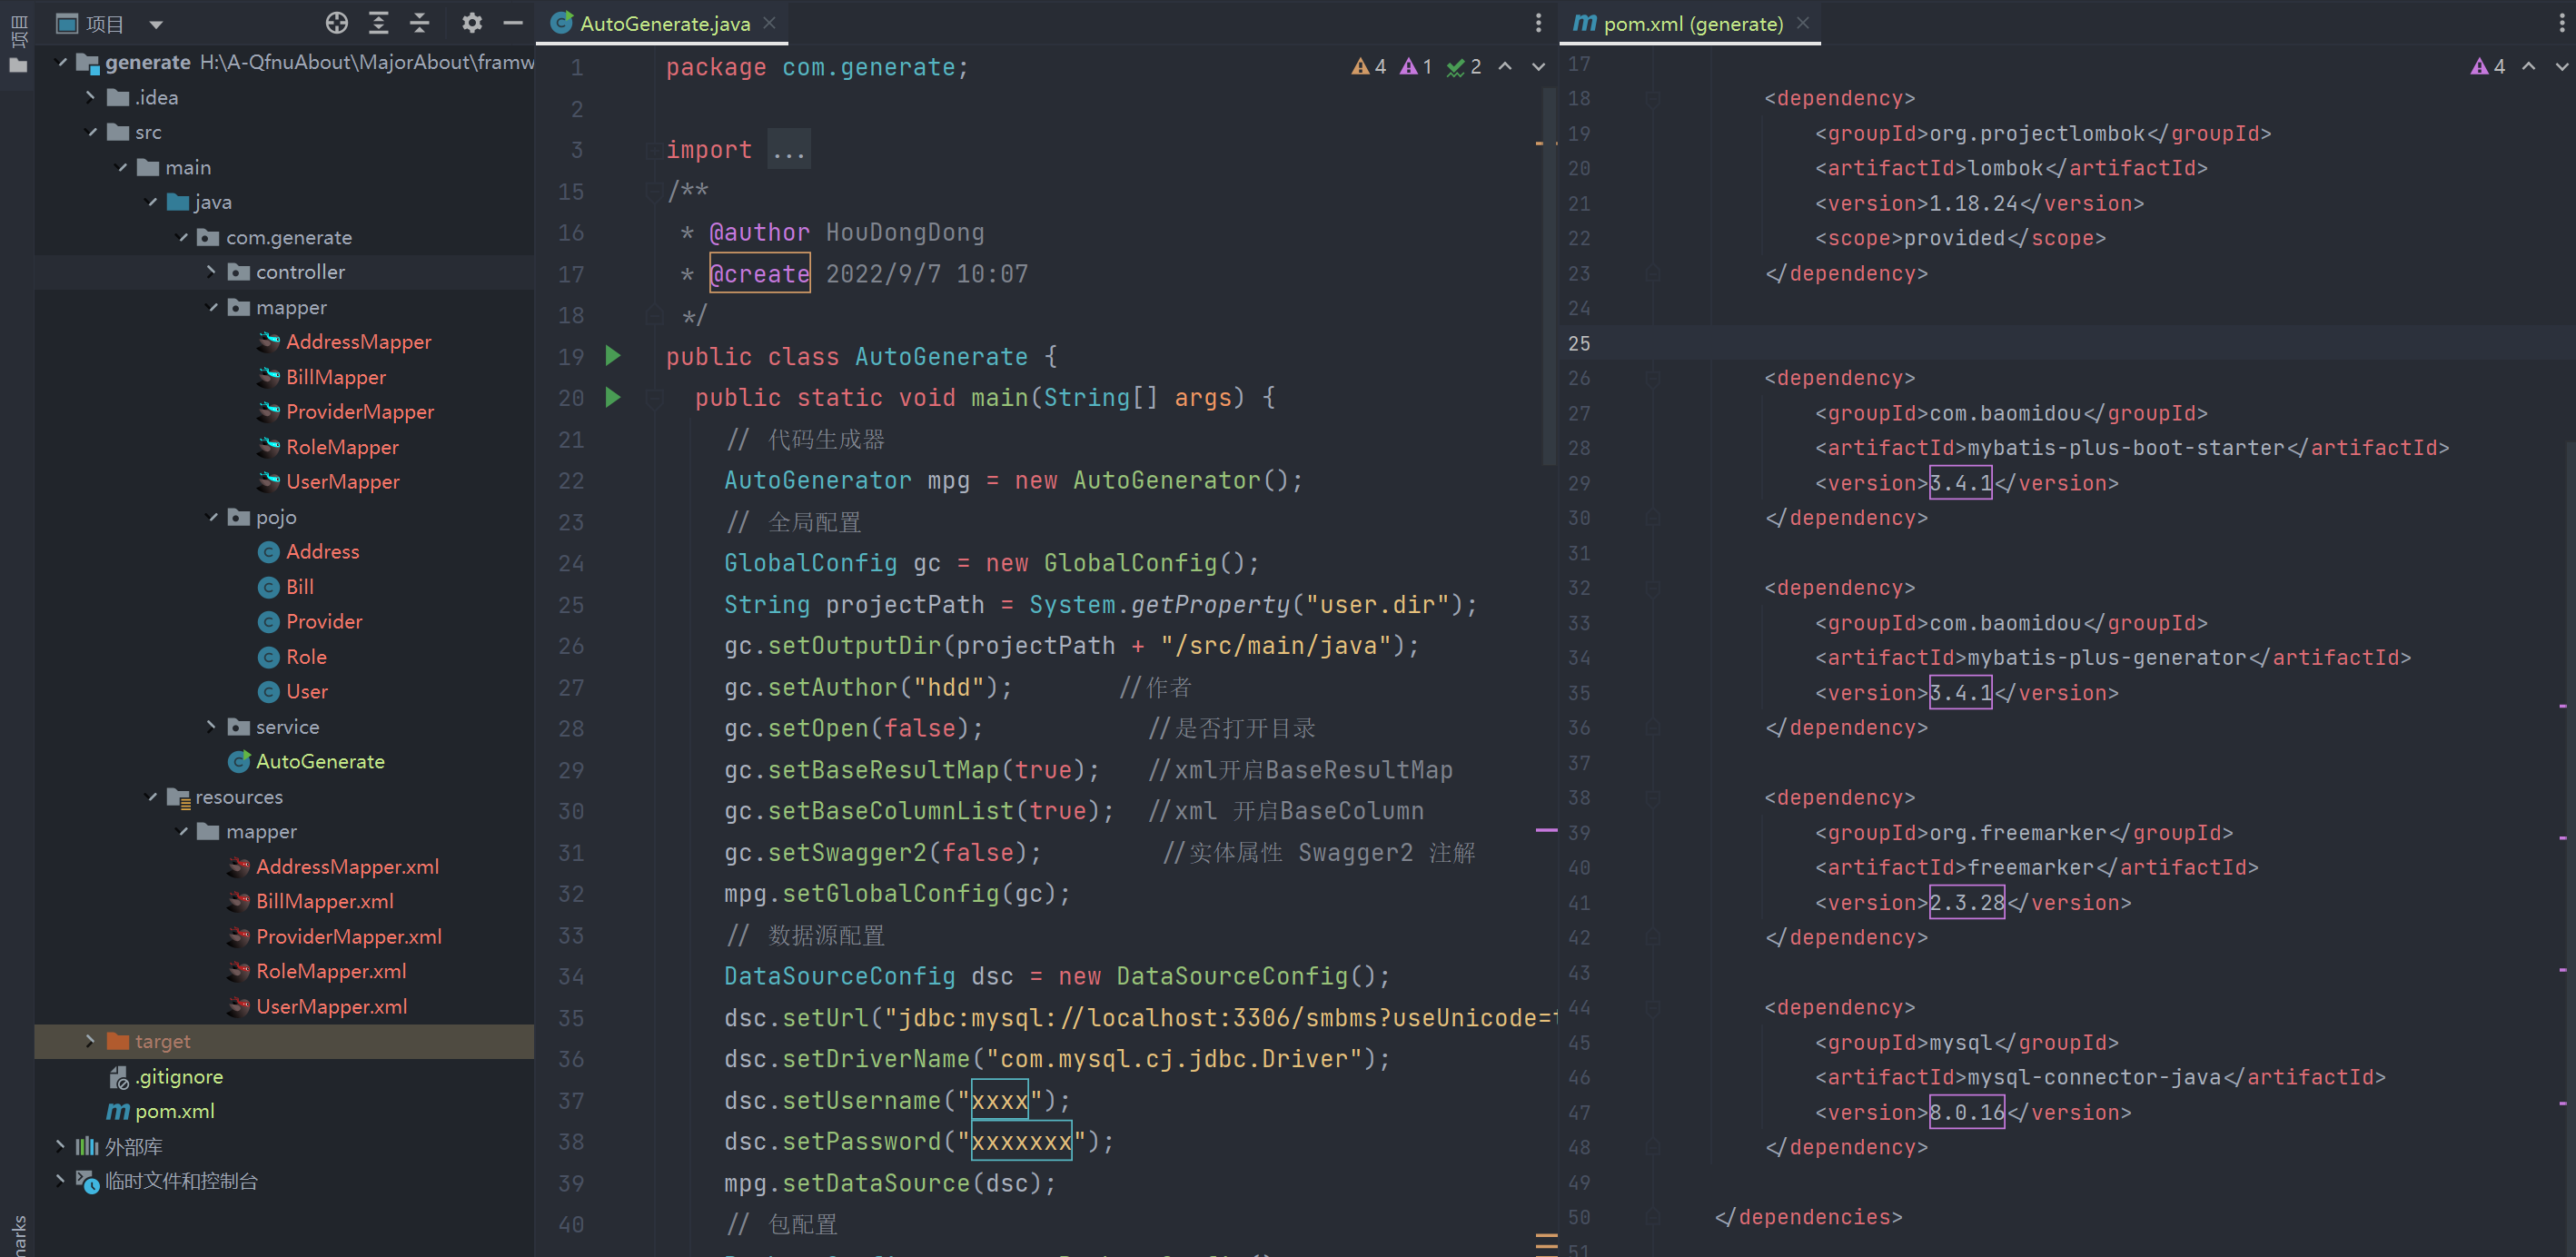 项目
项目
generate H:\A-QfnuAbout\MajorAbout\framw
.idea
src
main
java
com.generate
controller
mapper
AddressMapper
BillMapper
ProviderMapper
RoleMapper
UserMapper
pojo
Address
Bill
Provider
Role
User
service
AutoGenerate
resources
mapper
AddressMapper.xml
BillMapper.xml
ProviderMapper.xml
RoleMapper.xml
UserMapper.xml
target
.gitignore
pom.xml
外部库
临时文件和控制台
marks
AutoGenerate.java
4 1 2
1 package com.generate;
2
3 import ...
15 /**
16 * @author HouDongDong
17 * @create 2022/9/7 10:07
18 */
19 public class AutoGenerate {
20 public static void main(String[] args) {
21 // 代码生成器
22 AutoGenerator mpg = new AutoGenerator();
23 // 全局配置
24 GlobalConfig gc = new GlobalConfig();
25 String projectPath = System.getProperty("user.dir");
26 gc.setOutputDir(projectPath + "/src/main/java");
27 gc.setAuthor("hdd"); //作者
28 gc.setOpen(false); //是否打开目录
29 gc.setBaseResultMap(true); //xml开启BaseResultMap
30 gc.setBaseColumnList(true); //xml 开启BaseColumn
31 gc.setSwagger2(false); //实体属性 Swagger2 注解
32 mpg.setGlobalConfig(gc);
33 // 数据源配置
34 DataSourceConfig dsc = new DataSourceConfig();
35 dsc.setUrl("jdbc:mysql://localhost:3306/smbms?useUnicode=
36 dsc.setDriverName("com.mysql.cj.jdbc.Driver");
37 dsc.setUsername("xxxx");
38 dsc.setPassword("xxxxxxx");
39 mpg.setDataSource(dsc);
40 // 包配置
pom.xml (generate)
4
17
18 <dependency>
19 <groupId>org.projectlombok</groupId>
20 <artifactId>lombok</artifactId>
21 <version>1.18.24</version>
22 <scope>provided</scope>
23 </dependency>
24
25
26 <dependency>
27 <groupId>com.baomidou</groupId>
28 <artifactId>mybatis-plus-boot-starter</artifactId>
29 <version>3.4.1</version>
30 </dependency>
31
32 <dependency>
33 <groupId>com.baomidou</groupId>
34 <artifactId>mybatis-plus-generator</artifactId>
35 <version>3.4.1</version>
36 </dependency>
37
38 <dependency>
39 <groupId>org.freemarker</groupId>
40 <artifactId>freemarker</artifactId>
41 <version>2.3.28</version>
42 </dependency>
43
44 <dependency>
45 <groupId>mysql</groupId>
46 <artifactId>mysql-connector-java</artifactId>
47 <version>8.0.16</version>
48 </dependency>
49
50 </dependencies>
51